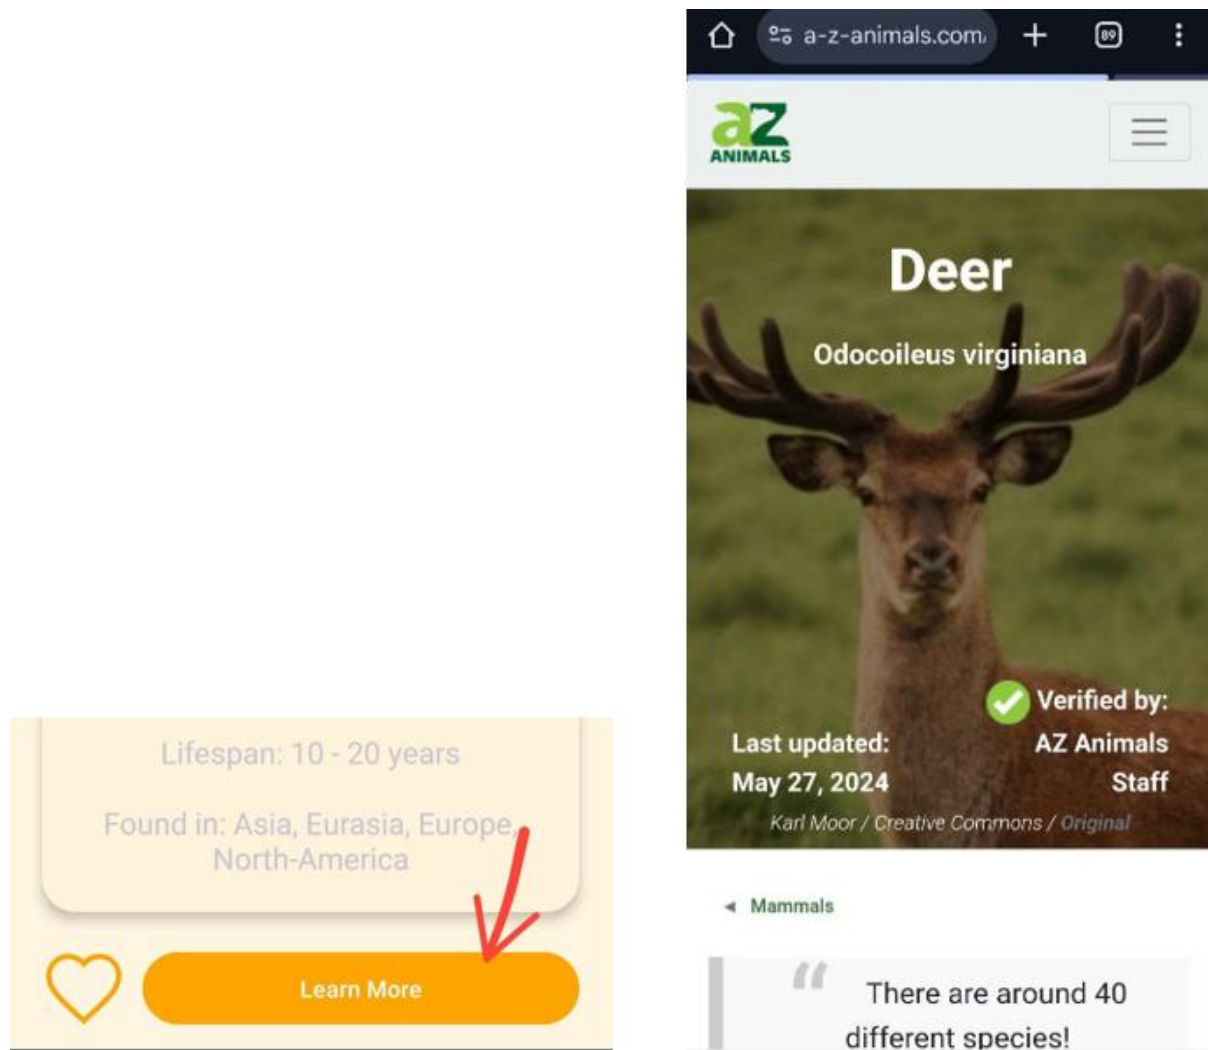 Lifespan: 10 - 20 years
Found in: Asia, Eurasia, Europe,
North-America
Learn More
a-z-animals.com/
89
az
ANIMALS
Deer
Odocoileus virginiana
Verified by:
Last updated:
AZ Animals
May 27, 2024
Staff
Karl Moor / Creative Commons / Original
Mammals
“
There are around 40
different species!